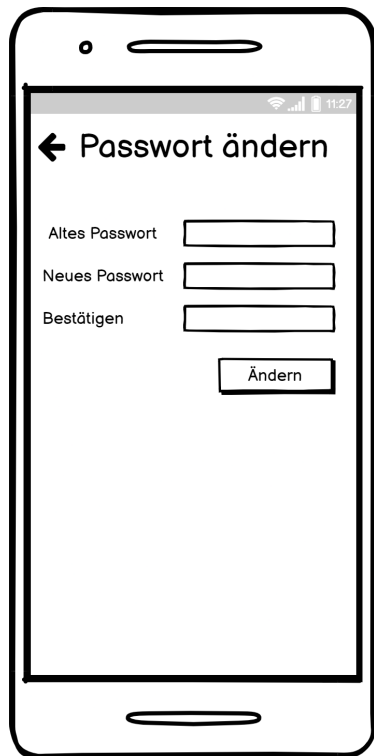 11:27
Passwort ändern
Altes Passwort
Neues Passwort
Bestätigen
Ändern